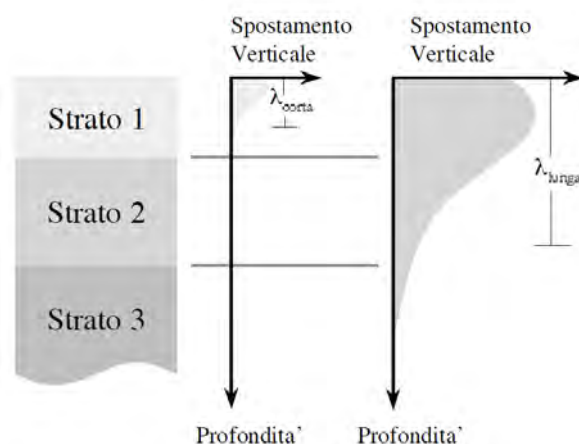 Spostamento
Verticale
Spostamento
Verticale
λcorta
Strato 1
λlunga
Strato 2
Strato 3
Profondita’
Profondita’